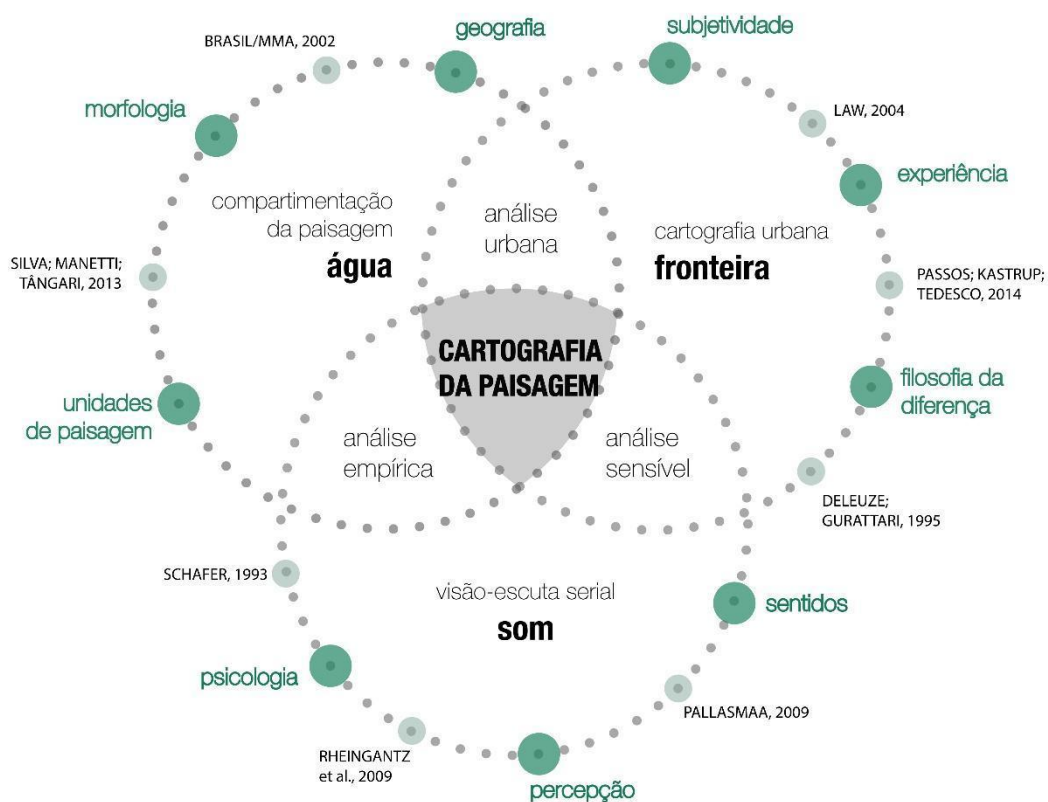 BRASIL/MMA, 2002
geografia
subjetividade
morfologia
LAW, 2004
experiência
compartimentação
da paisagem
água
análise
urbana
cartografia urbana
fronteira
SILVA; MANETTI;
TÂNGARI, 2013
PASSOS; KASTRUP;
TEDESCO, 2014
CARTOGRAFIA
DA PAISAGEM
unidades
de paisagem
filosofia da
diferença
análise
empírica
análise
sensível
DELEUZE;
GURATTARI, 1995
SCHAFER, 1993
visão-escuta serial
som
sentidos
psicologia
PALLASMAA, 2009
RHEINGANTZ
et al., 2009
percepção